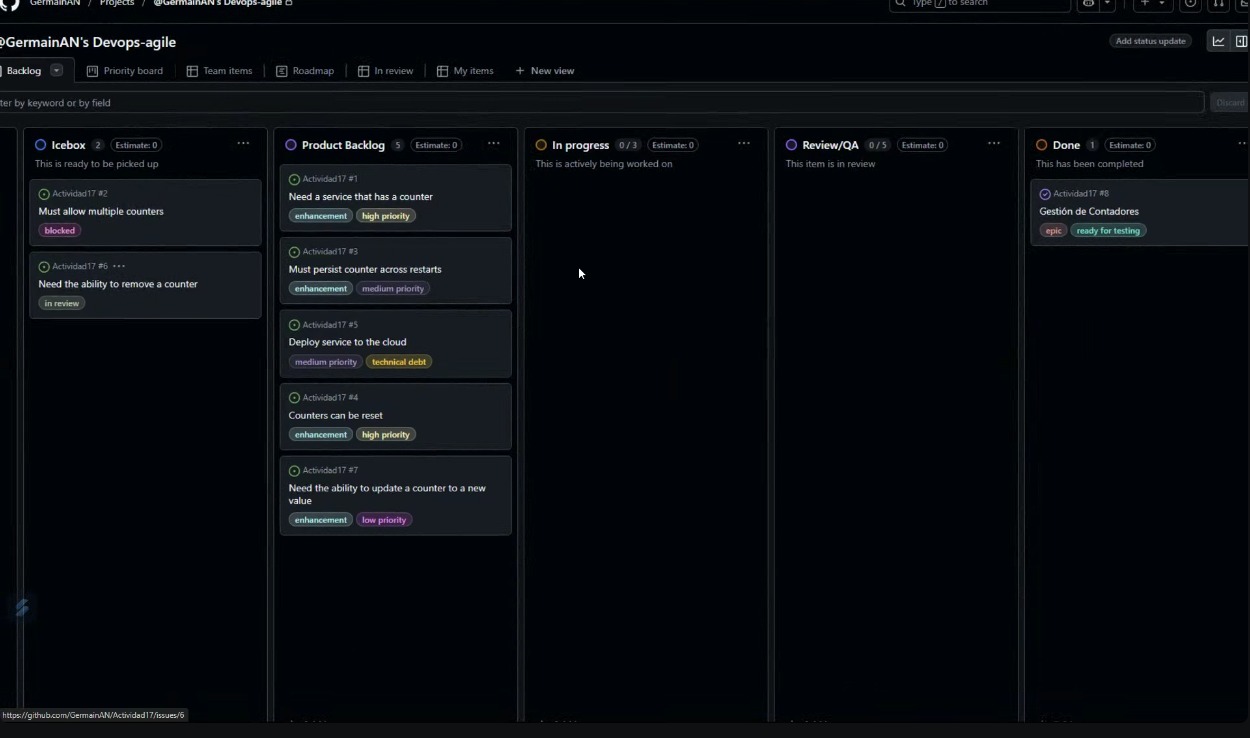 GermainAN / Projects / @GermainAN's Devops-agile
Type / to search
@GermainAN's Devops-agile
Add status update
Backlog
Priority board
Team items
Roadmap
In review
My items
+ New view
ter by keyword or by field
Discard
Icebox 2 Estimate: 0
This is ready to be picked up
Actividad17 #2
Must allow multiple counters
blocked
Actividad17 #6
Need the ability to remove a counter
in review
Product Backlog 5 Estimate: 0
Actividad17 #1
Need a service that has a counter
enhancement high priority
Actividad17 #3
Must persist counter across restarts
enhancement medium priority
Actividad17 #5
Deploy service to the cloud
medium priority technical debt
Actividad17 #4
Counters can be reset
enhancement high priority
Actividad17 #7
Need the ability to update a counter to a new
value
enhancement low priority
In progress 0 / 3 Estimate: 0
This is actively being worked on
Review/QA 0 / 5 Estimate: 0
This item is in review
Done 1 Estimate: 0
This has been completed
Actividad17 #8
Gestión de Contadores
epic ready for testing
https://github.com/GermainAN/Actividad17/issues/6